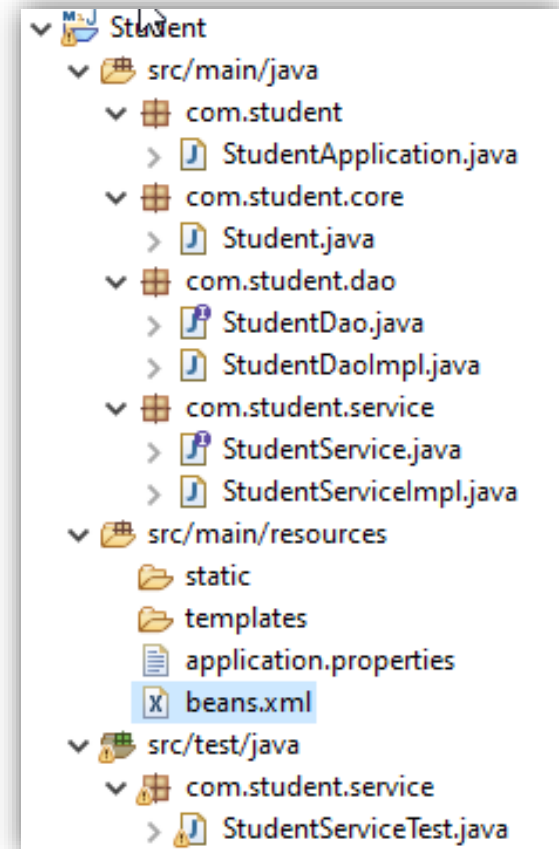 Student
src/main/java
com.student
StudentApplication.java
com.student.core
Student.java
com.student.dao
StudentDao.java
StudentDaoImpl.java
com.student.service
StudentService.java
StudentServiceImpl.java
src/main/resources
static
templates
application.properties
beans.xml
src/test/java
com.student.service
StudentServiceTest.java